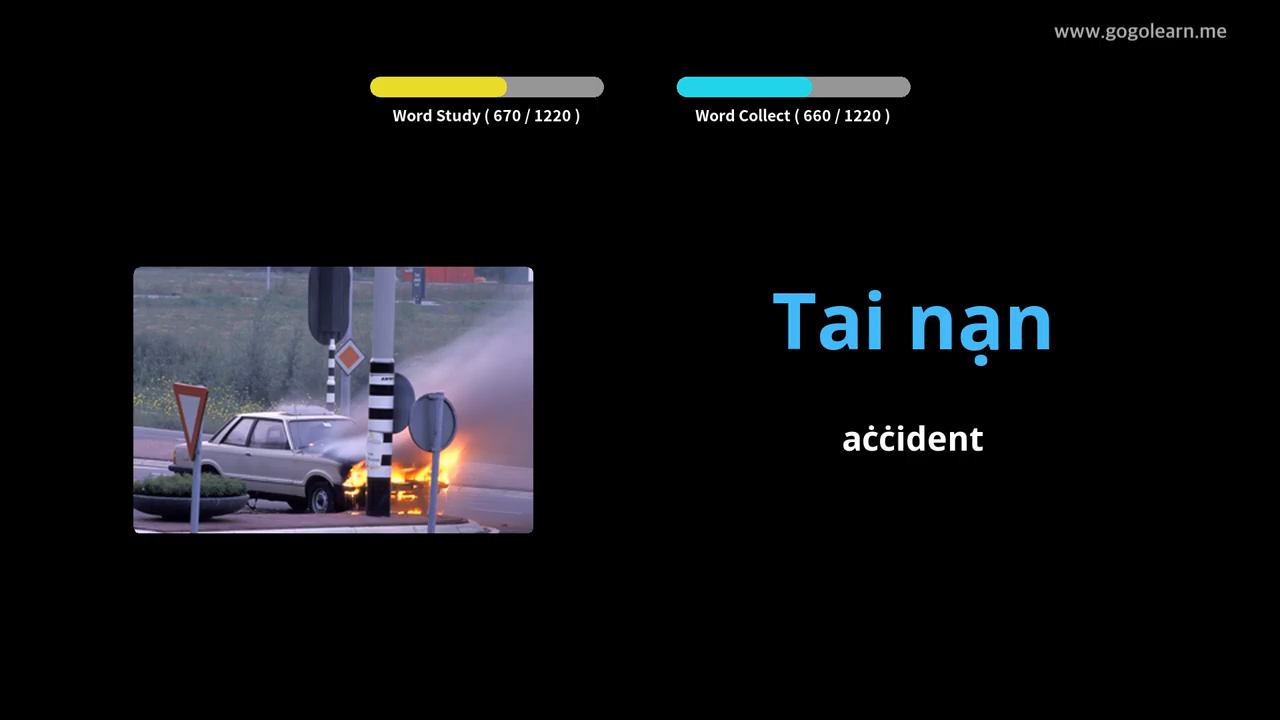 www.gogolearn.me
Word Study ( 670 / 1220 )
Word Collect ( 660 / 1220 )
Tai nạn
aċċident